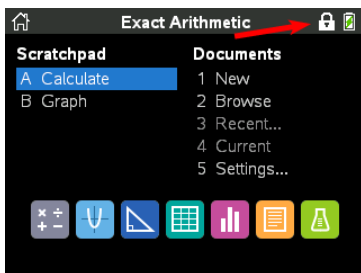 Exact Arithmetic
Scratchpad
A Calculate
B Graph
Documents
1 New
2 Browse
3 Recent...
4 Current
5 Settings...